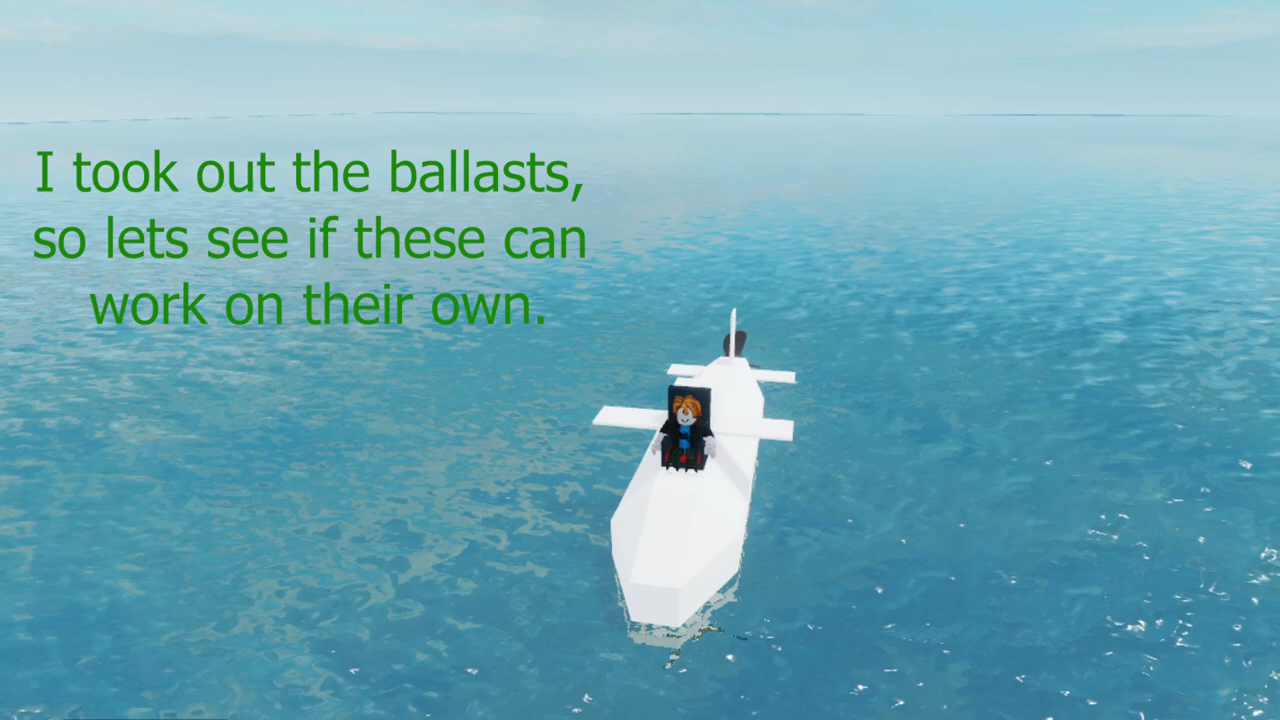 I took out the ballasts,
so lets see if these can
work on their own.